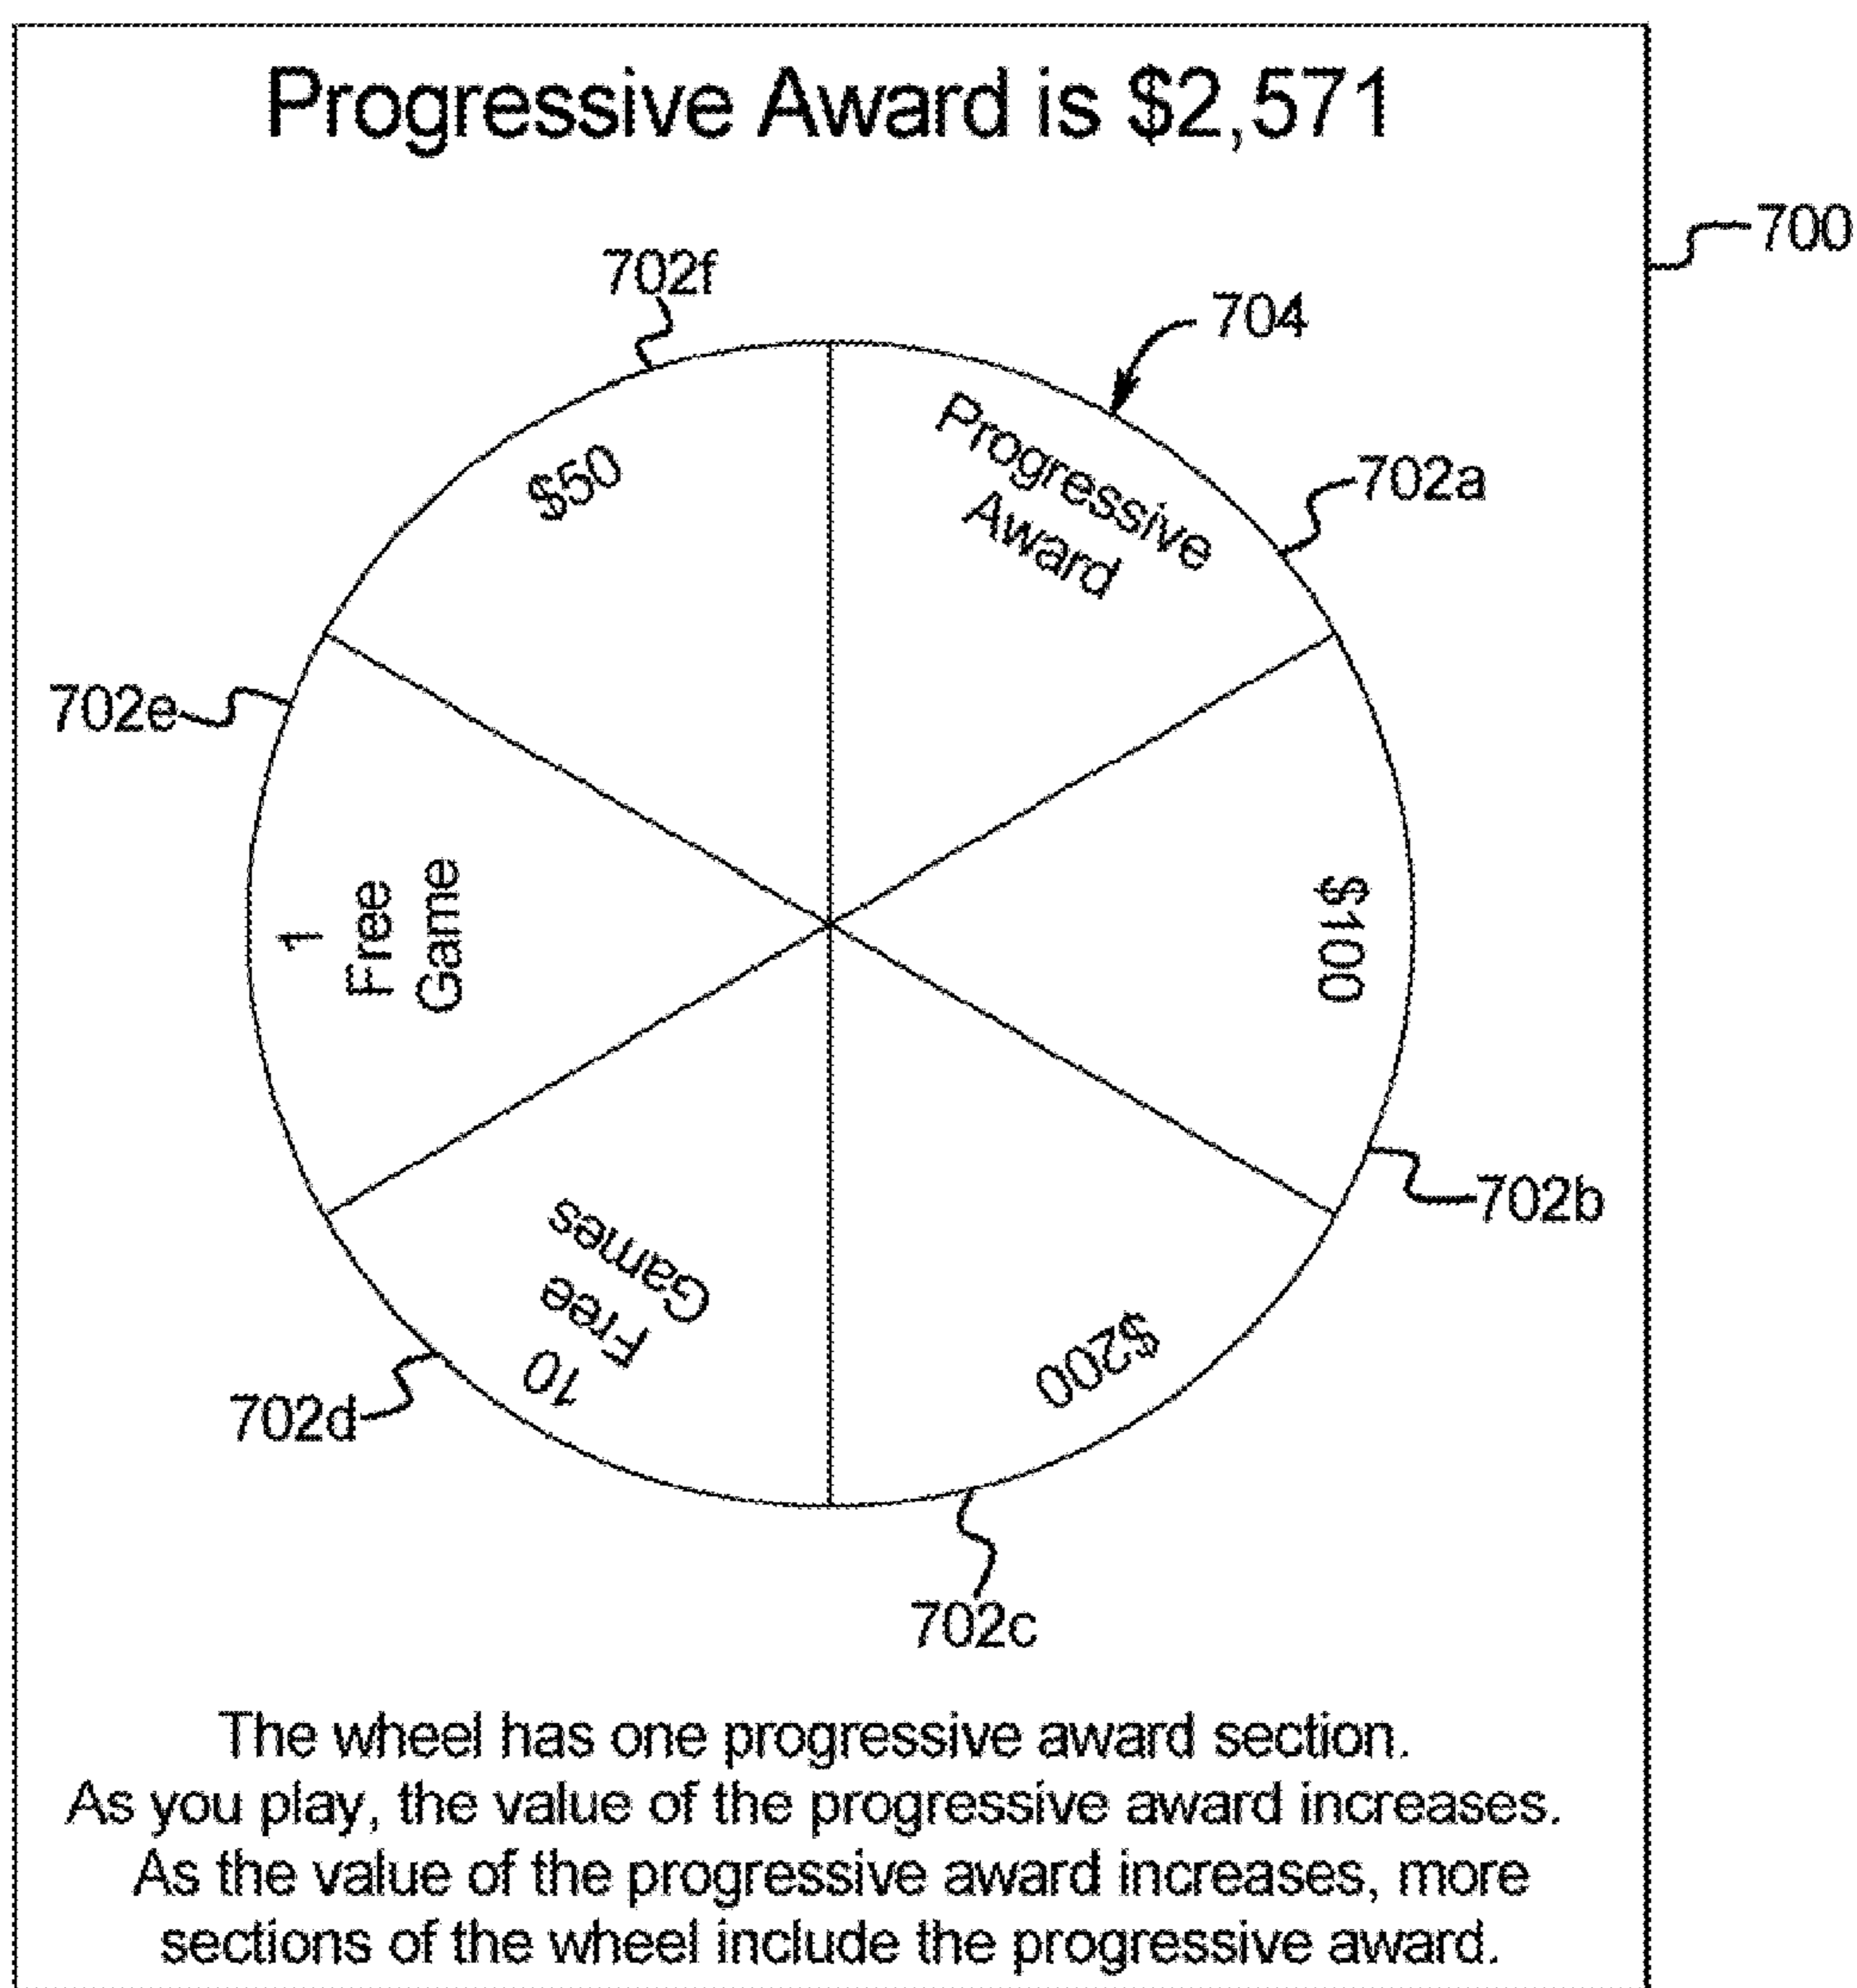 Progressive Award is $2,571
700
702f
704
702a
$50
Progressive
Award
702e
1
Free
Game
$100
702b
10
Free
Games
$200
702d
702c
The wheel has one progressive award section.
As you play, the value of the progressive award increases.
As the value of the progressive award increases, more
sections of the wheel include the progressive award.